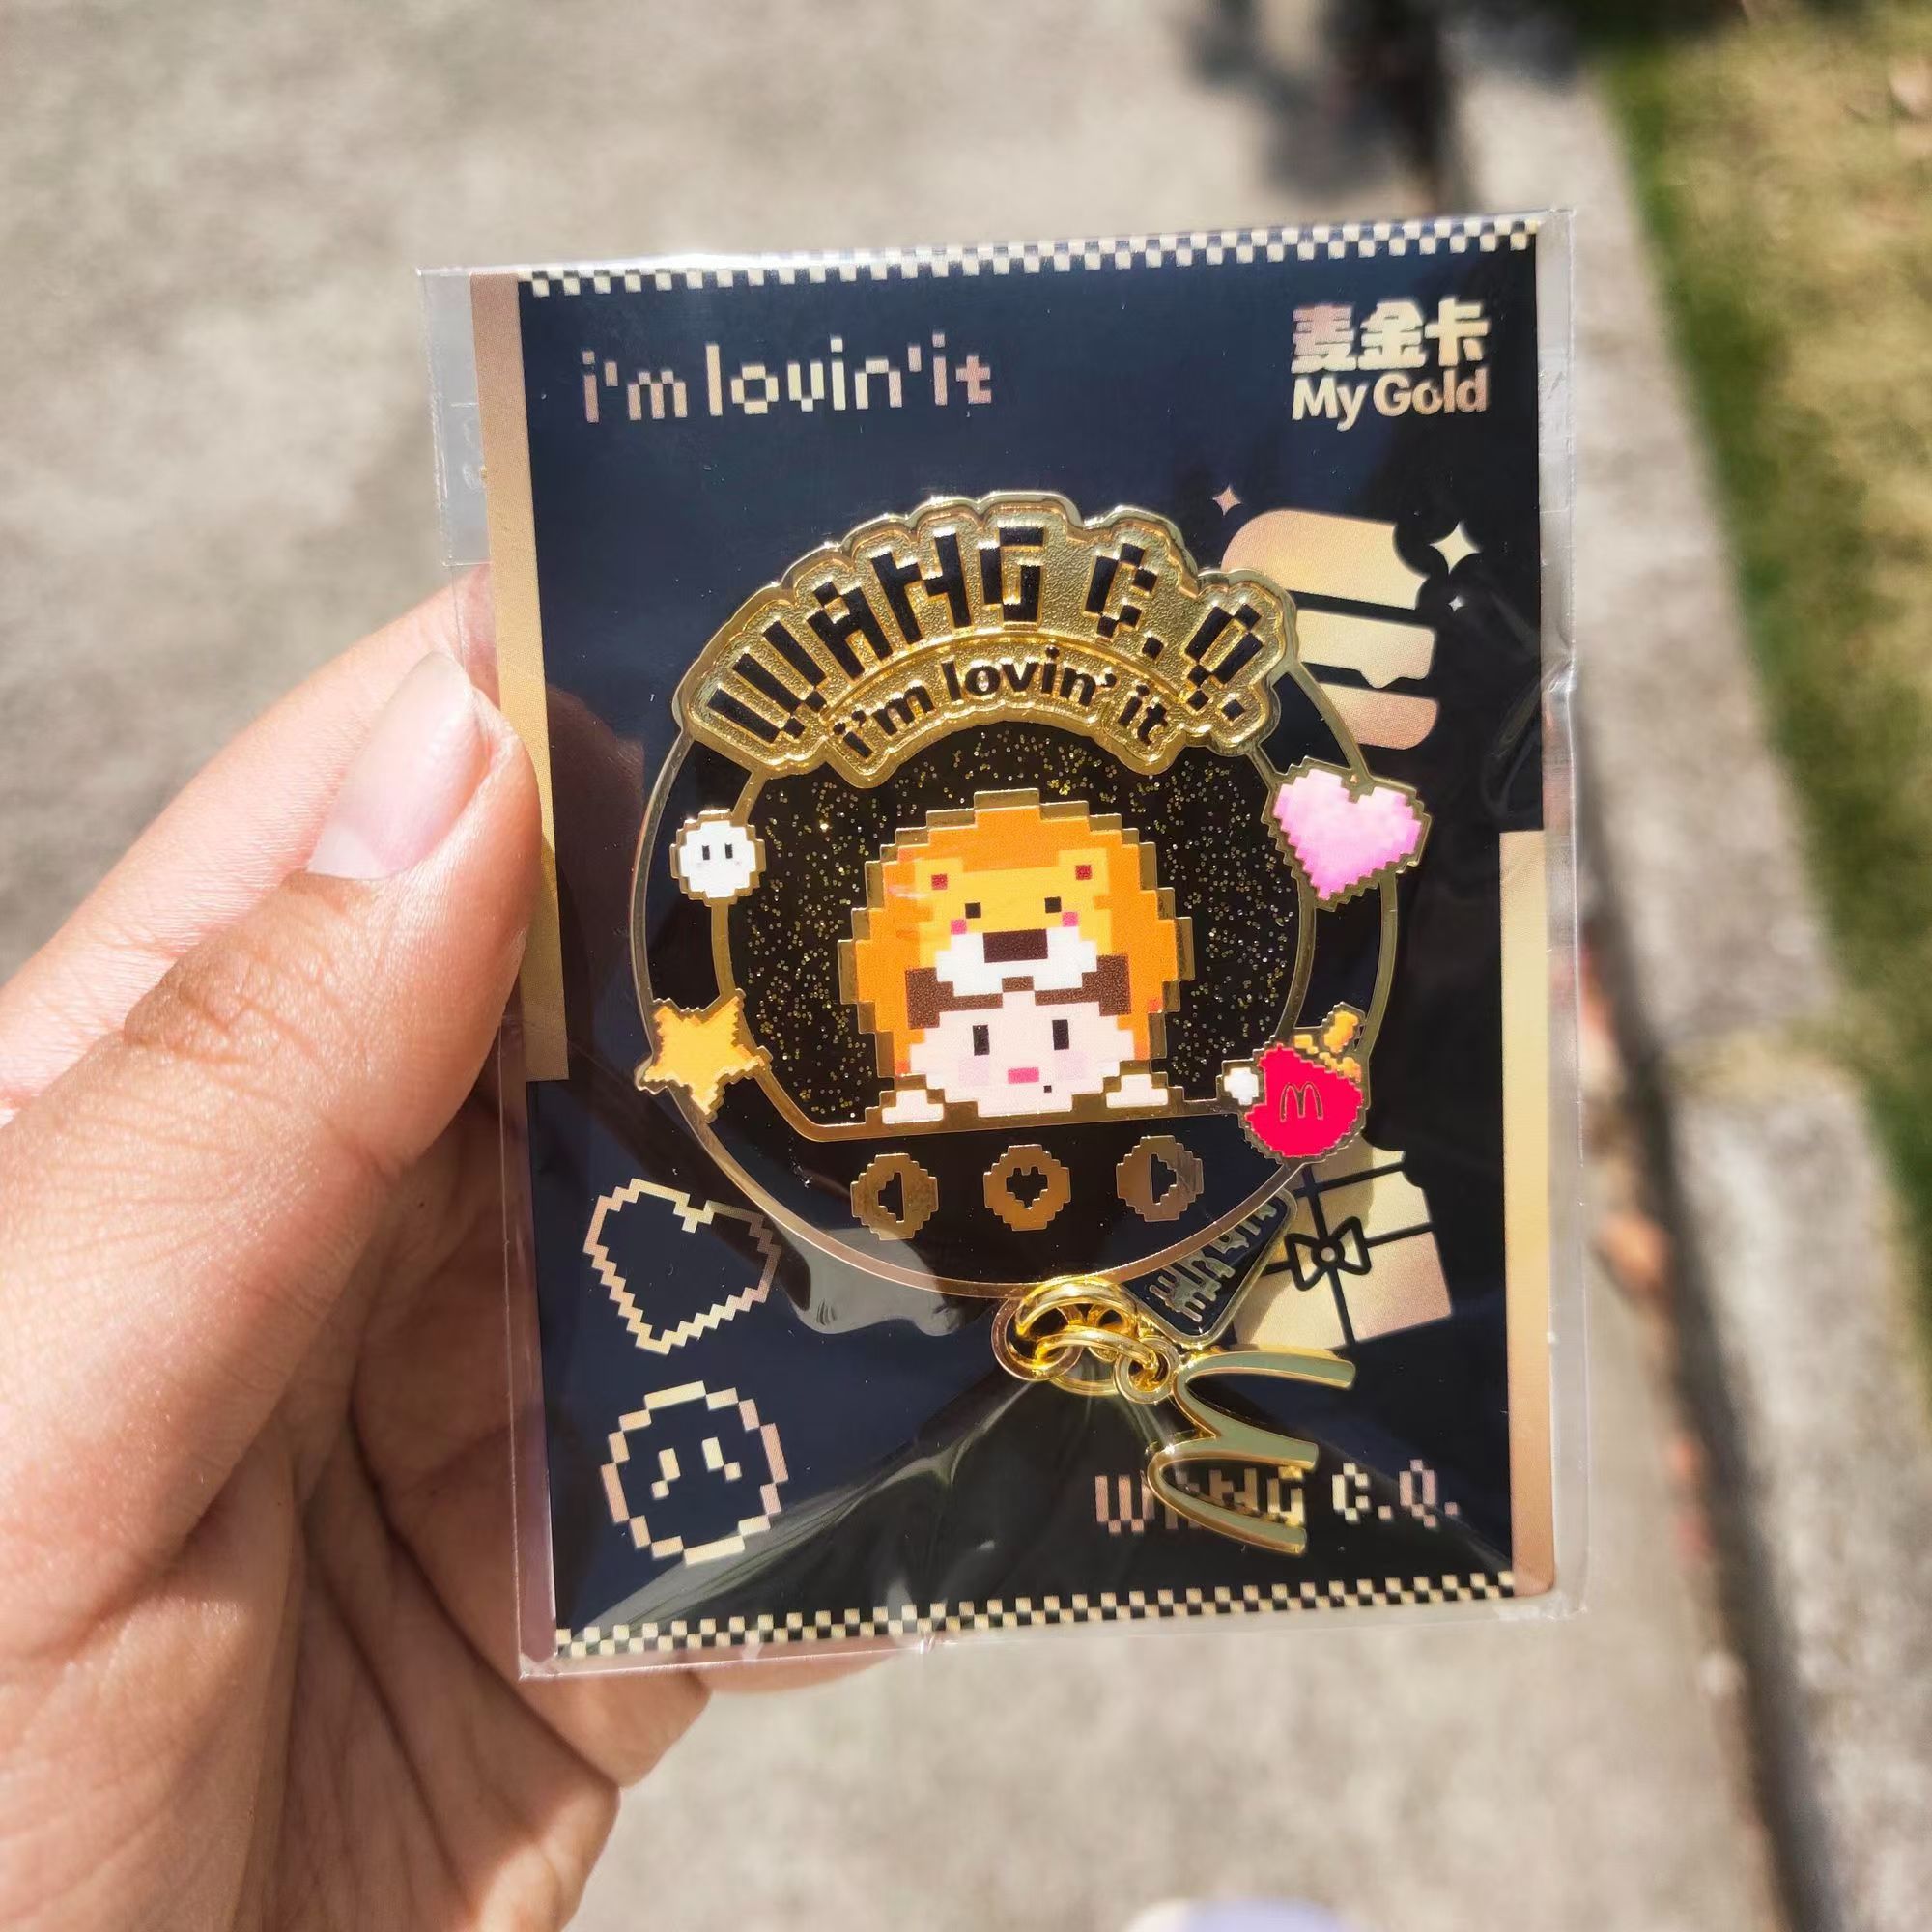 i'm lovin' it
麦金卡
My Gold
WANG C.Q.
i'm lovin' it
WANG C.Q.